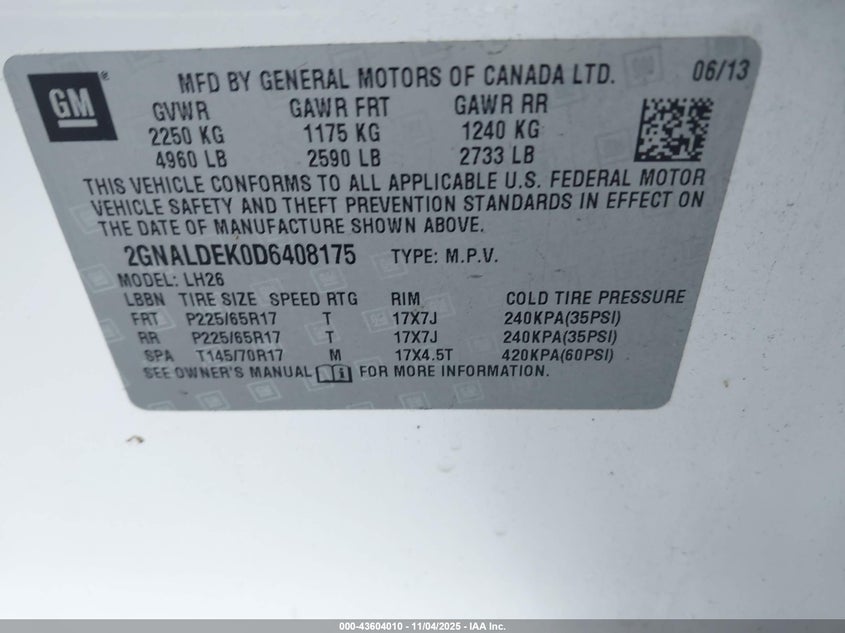 GM ® MFD BY GENERAL MOTORS OF CANADA LTD. 06/13
GVWR GAWR FRT GAWR RR
2250 KG 1175 KG 1240 KG
4960 LB 2590 LB 2733 LB
THIS VEHICLE CONFORMS TO ALL APPLICABLE U.S. FEDERAL MOTOR
VEHICLE SAFETY AND THEFT PREVENTION STANDARDS IN EFFECT ON
THE DATE OF MANUFACTURE SHOWN ABOVE.
2GNALDEK0D6408175 TYPE: M.P.V.
MODEL: LH26
LBBN TIRE SIZE SPEED RTG RIM COLD TIRE PRESSURE
FRT P225/65R17 T 17X7J 240KPA(35PSI)
RR P225/65R17 T 17X7J 240KPA(35PSI)
SPA T145/70R17 M 17X4.5T 420KPA(60PSI)
SEE OWNER'S MANUAL i FOR MORE INFORMATION.
000-43604010 - 11/04/2025 - IAA Inc.